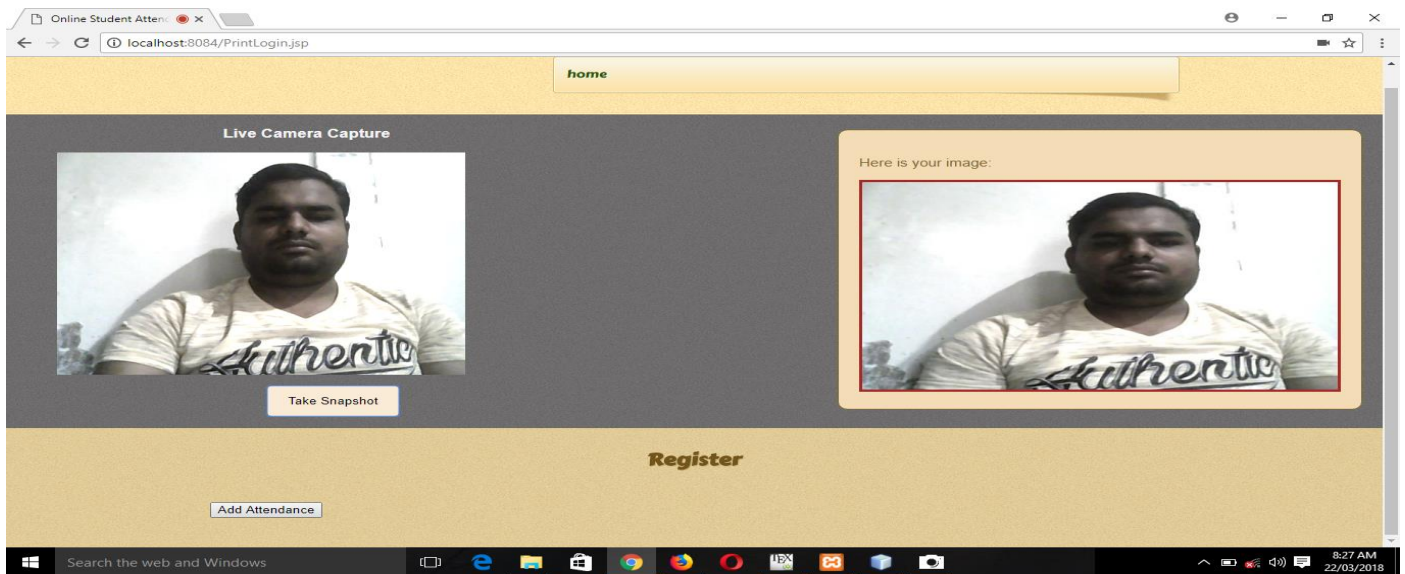 Online Student Atten
localhost:8084/PrintLogin.jsp
home
Live Camera Capture
Here is your image:
Authentic
Authentic
Take Snapshot
Register
Add Attendance
Search the web and Windows
TEX
8:27 AM
22/03/2018